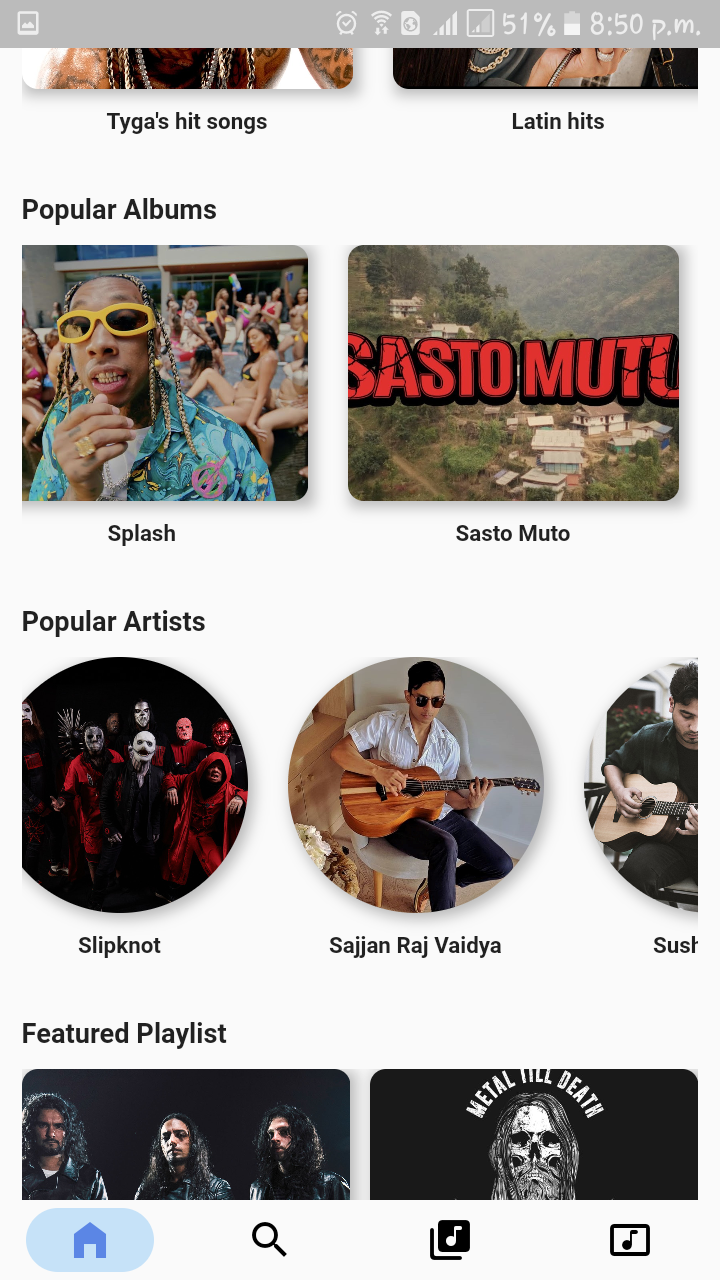 51% 8:50 p.m.
Tyga's hit songs
Latin hits
Popular Albums
SASTO MUTU
Splash
Sasto Muto
Popular Artists
Slipknot
Sajjan Raj Vaidya
Sush
Featured Playlist
METAL TILL DEATH